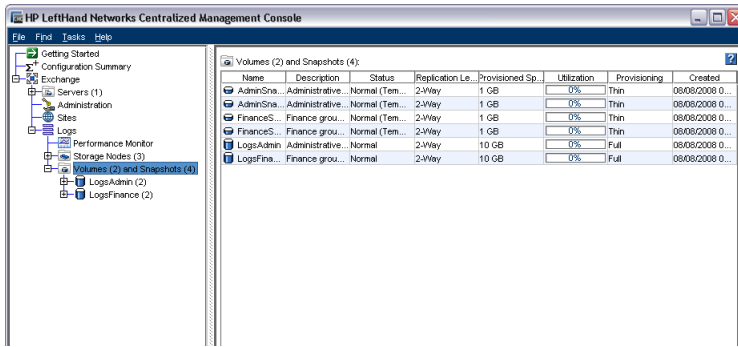 HP LeftHand Networks Centralized Management Console
File Find Tasks Help
Getting Started
Configuration Summary
Exchange
Servers (1)
Administration
Sites
Logs
Performance Monitor
Storage Nodes (3)
Volumes (2) and Snapshots (4)
LogsAdmin (2)
LogsFinance (2)
Volumes (2) and Snapshots (4):
Name Description Status Replication Le... Provisioned Sp... Utilization Provisioning Created
AdminSna... Administrative... Normal (Tem... 2-Way 1 GB 0% Thin 08/08/2008 0...
AdminSna... Administrative... Normal (Tem... 2-Way 1 GB 0% Thin 08/08/2008 0...
FinanceS... Finance grou... Normal (Tem... 2-Way 1 GB 0% Thin 08/08/2008 0...
FinanceS... Finance grou... Normal (Tem... 2-Way 1 GB 0% Thin 08/08/2008 0...
LogsAdmin Administrative... Normal 2-Way 10 GB 0% Full 08/08/2008 0...
LogsFina... Finance grou... Normal 2-Way 10 GB 0% Full 08/08/2008 0...